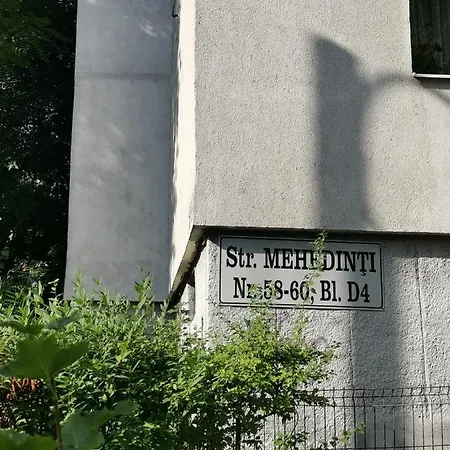 Str. MEHEDINȚI
Nr. 58-60, Bl. D4